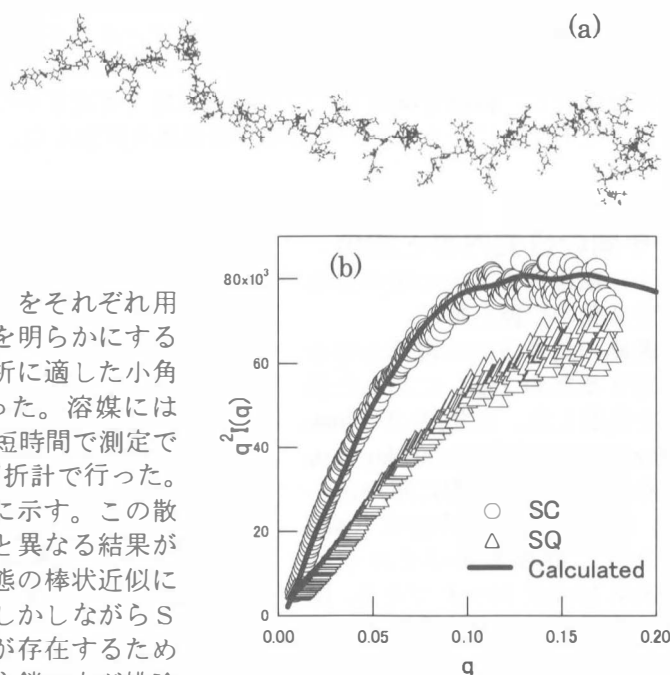 (a)
をそれぞれ用
を明らかにする
折に適した小角
った。溶媒には
短時間で測定で
折計で行った。
に示す。この散
と異なる結果が
態の棒状近似に
しかしながらS
が存在するため
(b)
80x10³
60
40
20
0
q²I(q)
SC
SQ
Calculated
0.00 0.05 0.10 0.15 0.20
q